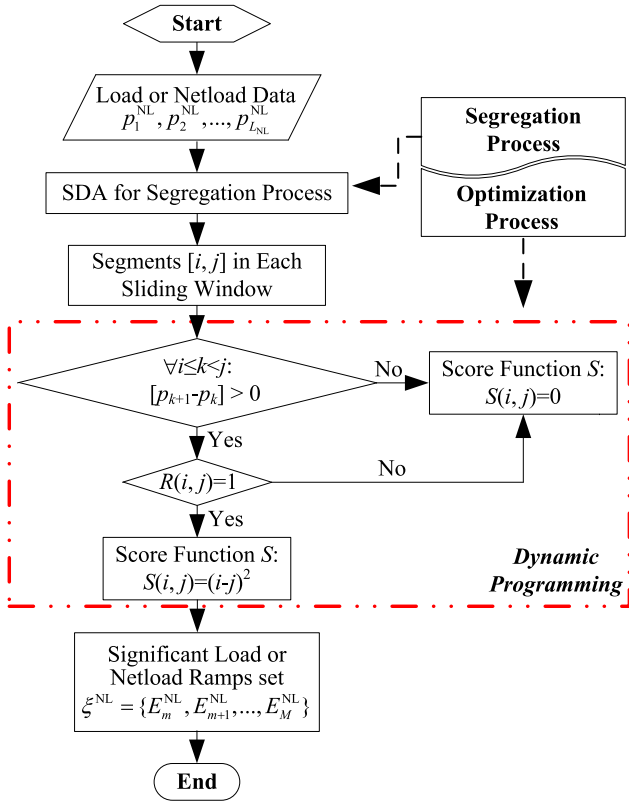 Start
Load or Netload Data
p_1^NL, p_2^NL, ..., p_{L_NL}^NL
SDA for Segregation Process
Segments [i, j] in Each
Sliding Window
Segregation
Process
Optimization
Process
∀i≤k<j:
[p_{k+1}-p_k] > 0
No
Score Function S:
S(i, j)=0
Yes
R(i, j)=1
No
Yes
Score Function S:
S(i, j)=(i-j)^2
Dynamic
Programming
Significant Load or
Netload Ramps set
ξ^NL = {E_m^NL, E_{m+1}^NL, ..., E_M^NL}
End